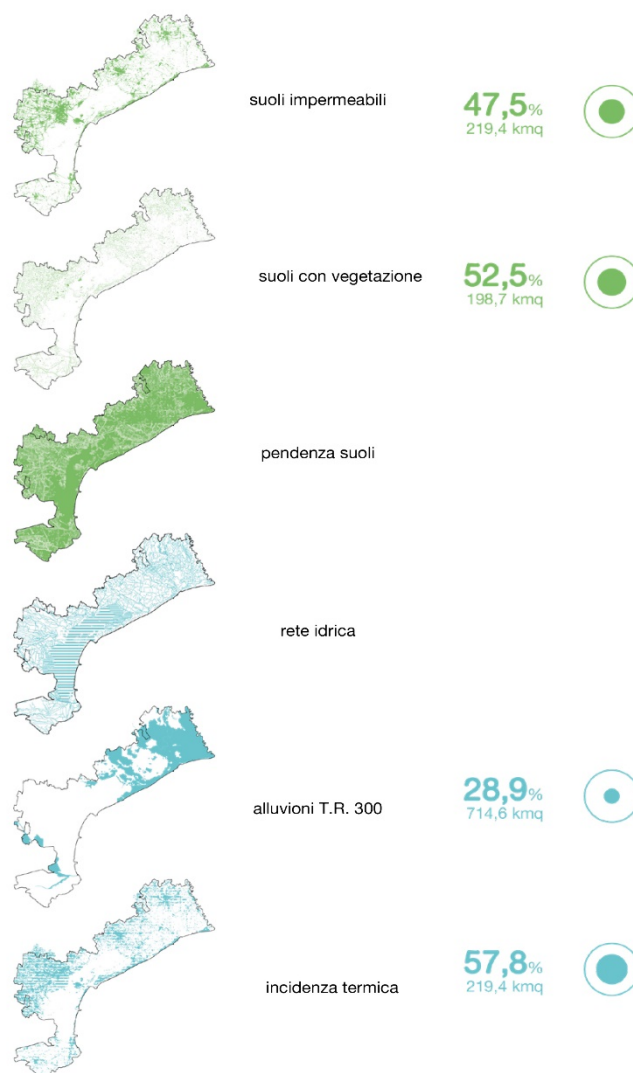 suoli impermeabili
47,5%
219,4 kmq
suoli con vegetazione
52,5%
198,7 kmq
pendenza suoli
rete idrica
alluvioni T.R. 300
28,9%
714,6 kmq
incidenza termica
57,8%
219,4 kmq